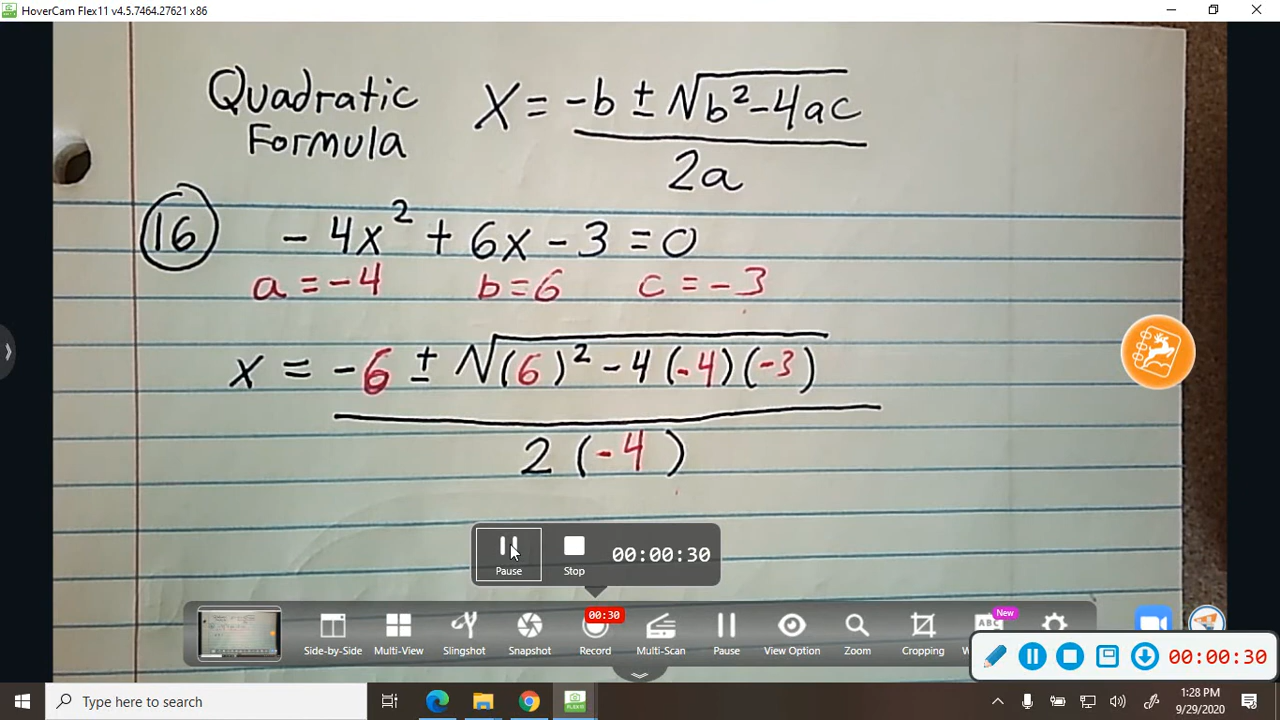 HoverCam Flex11 v4.5.7464.27621 x86
Quadratic Formula
X = -b ± √b²-4ac
2a
16 -4x² + 6x - 3 = 0
a = -4 b = 6 c = -3
x = -6 ± √(6)² - 4(-4)(-3)
2(-4)
Pause Stop 00:00:30
00:30 New
ABC
Side-by-Side Multi-View Slingshot Snapshot Record Multi-Scan Pause View Option Zoom Cropping W
00:00:30
FLEX11
Type here to search
1:28 PM
9/29/2020